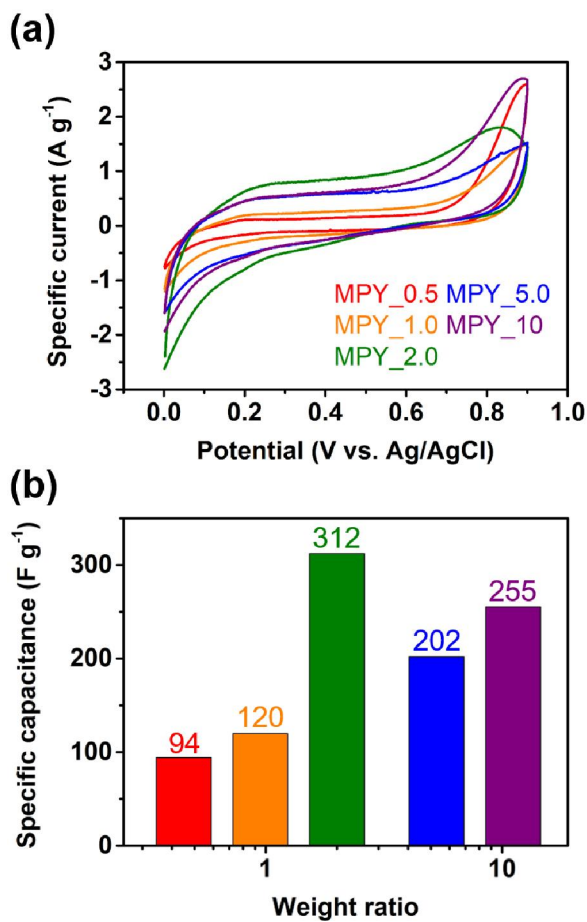 (a)
Specific current (A g⁻¹)
3
2
1
0
-1
-2
-3
MPY_0.5 MPY_5.0
MPY_1.0 MPY_10
MPY_2.0
0.0 0.2 0.4 0.6 0.8 1.0
Potential (V vs. Ag/AgCl)
(b)
Specific capacitance (F g⁻¹)
300
200
100
0
94
120
312
202
255
1 10
Weight ratio